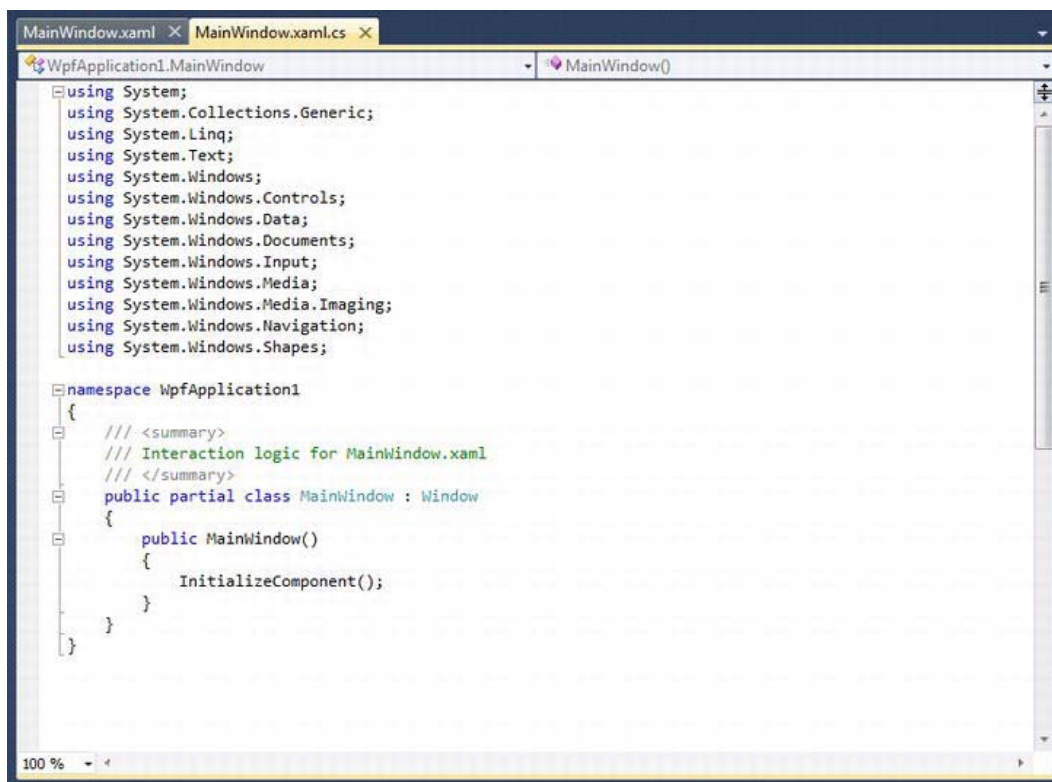 MainWindow.xaml MainWindow.xaml.cs
WpfApplication1.MainWindow MainWindow()
using System;
using System.Collections.Generic;
using System.Linq;
using System.Text;
using System.Windows;
using System.Windows.Controls;
using System.Windows.Data;
using System.Windows.Documents;
using System.Windows.Input;
using System.Windows.Media;
using System.Windows.Media.Imaging;
using System.Windows.Navigation;
using System.Windows.Shapes;
namespace WpfApplication1
{
/// <summary>
/// Interaction logic for MainWindow.xaml
/// </summary>
public partial class MainWindow : Window
{
public MainWindow()
{
InitializeComponent();
}
}
}
100 %